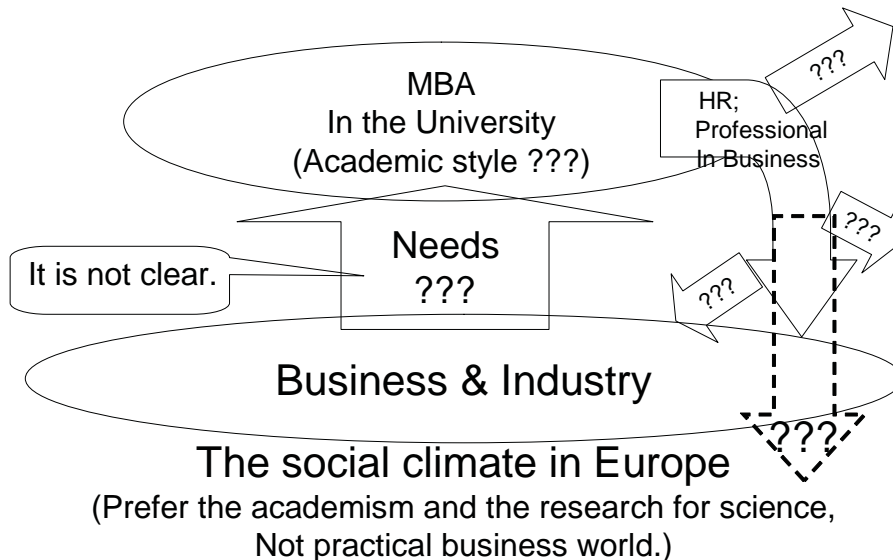 ???
MBA
In the University
(Academic style ???)
HR;
Professional
In Business
???
Needs
???
It is not clear.
???
Business & Industry
???
The social climate in Europe
(Prefer the academism and the research for science,
Not practical business world.)